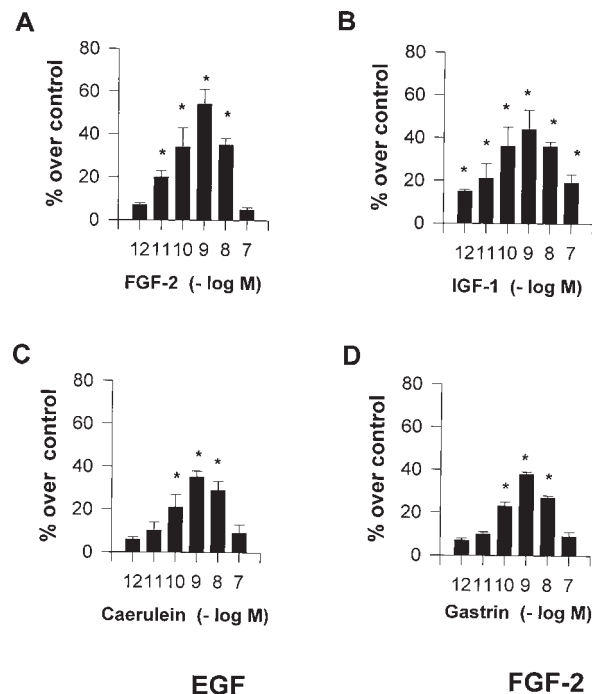 A
B
% over control
80
60
40
20
0
* * * * 
12 11 10 9 8 7
FGF-2 (- log M)
% over control
80
60
40
20
0
* * * * * *
12 11 10 9 8 7
IGF-1 (- log M)
C
D
% over control
80
60
40
20
0
* * *
12 11 10 9 8 7
Caerulein (- log M)
% over control
80
60
40
20
0
* * *
12 11 10 9 8 7
Gastrin (- log M)
EGF
FGF-2